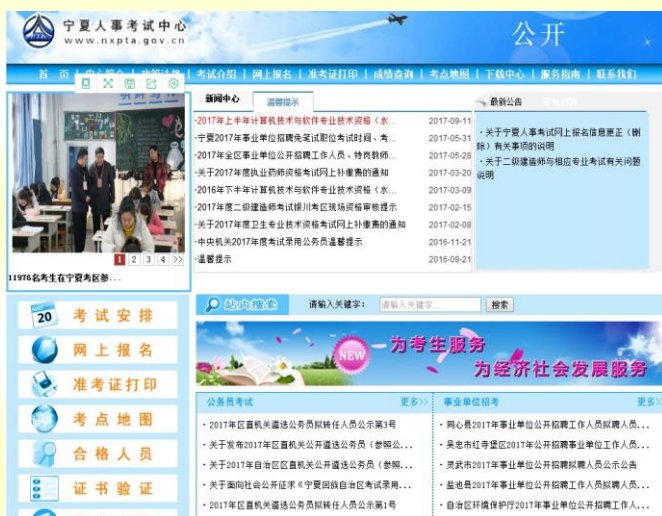 宁夏人事考试中心
www.nxpta.gov.cn
公开
首 页 | 考试介绍 | 网上报名 | 准考证打印 | 成绩查询 | 考点地图 | 下载中心 | 服务指南 | 联系我们
新闻中心 温馨提示
-2017年上半年计算机技术与软件专业技术资格(水... 2017-09-11
-宁夏2017年事业单位招聘免笔试职位考试时间、考... 2017-05-31
-2017年全区事业单位公开招聘工作人员、特岗教师... 2017-05-28
-关于2017年度执业药师资格考试网上补缴费的通知 2017-03-20
-2016年下半年计算机技术与软件专业技术资格(水... 2017-03-09
-2017年度二级建造师考试银川考区现场资格审核提示 2017-02-15
-关于2017年度卫生专业技术资格考试网上补缴费的通知 2017-02-08
-中央机关2017年度考试录用公务员温馨提示 2016-11-21
-温馨提示 2016-09-21
最新公告
·关于宁夏人事考试网上报名信息更正(删
除)有关事项的说明
·关于二级建造师与相应专业考试有关问题
说明
1 2 3 4 >>
11976名考生在宁夏考区参...
站内搜索 请输入关键字: 请输入关键字... 搜索
20 考试安排
网上报名
准考证打印
考点地图
合格人员
证书验证
NEW 为考生服务
为经济社会发展服务
公务员考试 更多>>
·2017年区直机关遴选公务员拟转任人员公示第3号
·关于发布2017年区直机关公开遴选公务员(参照公...
·关于2017年自治区区直机关公开遴选公务员(参照...
·关于面向社会公开征求《宁夏回族自治区考试录用...
·2017年区直机关遴选公务员拟转任人员公示第1号
事业单位招考 更多>>
·同心县2017年事业单位公开招聘工作人员拟聘人员...
·吴忠市红寺堡区2017年公开招聘事业单位工作人员...
·灵武市2017年事业单位公开招聘拟聘人员公示公告
·盐池县2017年事业单位公开招聘工作人员拟聘人员...
·自治区环境保护厅2017年事业单位公开招聘工作人...